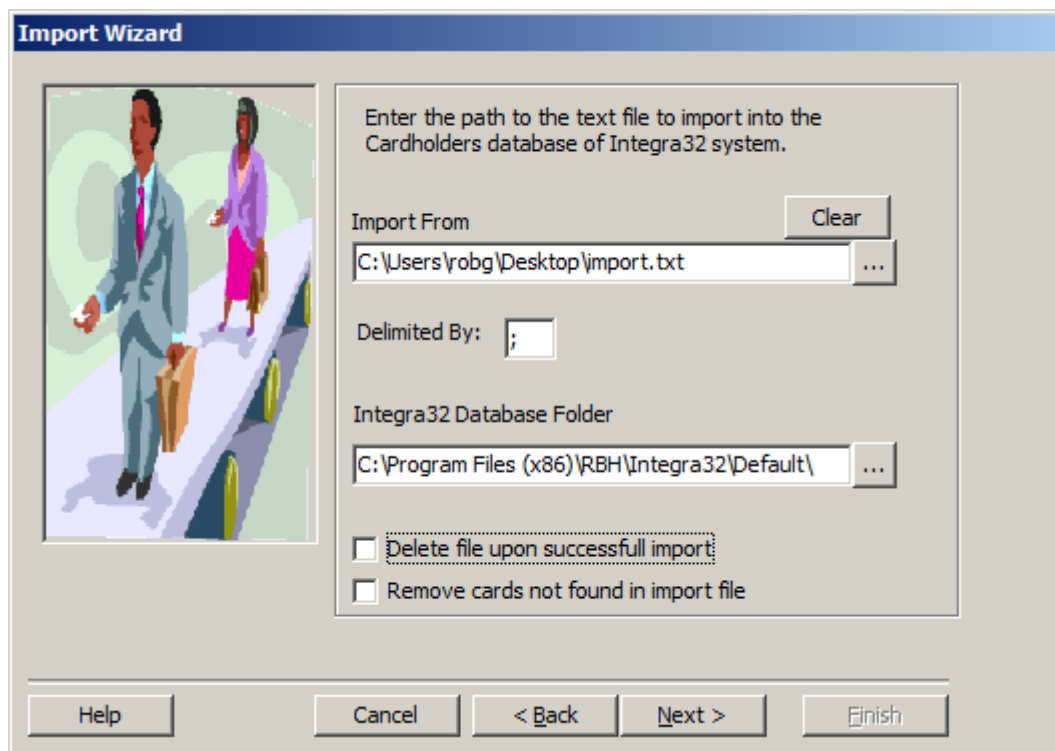 Import Wizard
Enter the path to the text file to import into the
Cardholders database of Integra32 system.
Clear
Import From
C:\Users\robg\Desktop\import.txt
...
Delimited By:
;
Integra32 Database Folder
C:\Program Files (x86)\RBH\Integra32\Default\
...
Delete file upon successfull import
Remove cards not found in import file
Help
Cancel
< Back
Next >
Finish